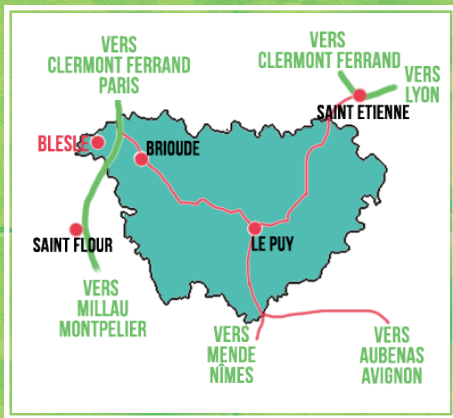 VERS
CLERMONT FERRAND
PARIS
VERS
CLERMONT FERRAND
VERS
LYON
SAINT ETIENNE
BLESLE
BRIOUDE
SAINT FLOUR
LE PUY
VERS
MILLAU
MONTPELIER
VERS
MENDE
NÎMES
VERS
AUBENAS
AVIGNON